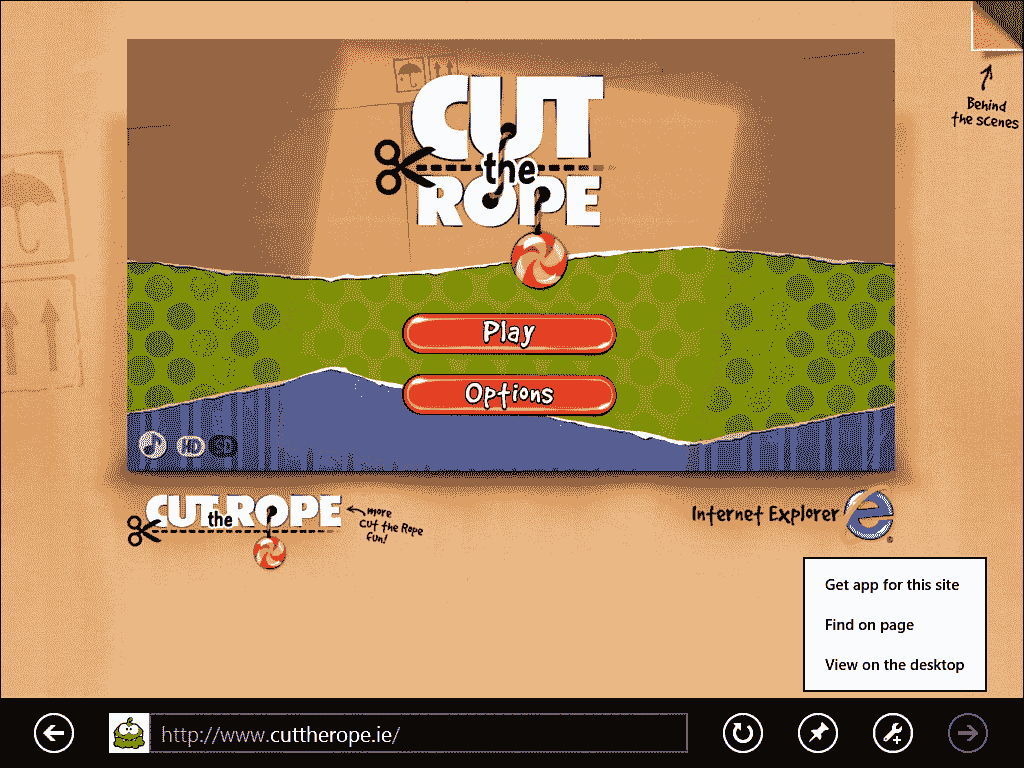 CUT
the
ROPE
Behind
the scenes
Play
Options
HD
SD
CUT the ROPE
more
Cut the Rope
fun!
Internet Explorer
Get app for this site
Find on page
View on the desktop
http://www.cuttherope.ie/